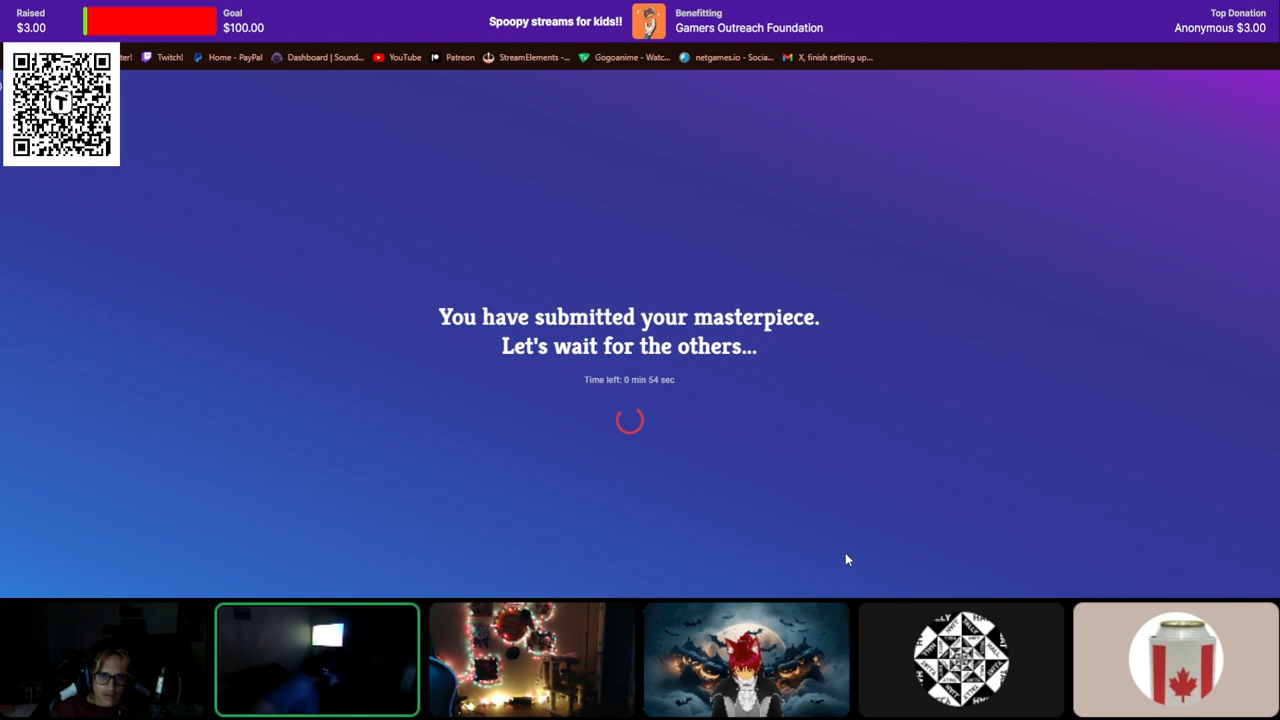 Raised
$3.00
Goal
$100.00
Spoopy streams for kids!!
Benefitting
Gamers Outreach Foundation
Top Donation
Anonymous $3.00
ter! Twitch! Home - PayPal Dashboard | Sound... YouTube Patreon StreamElements -... Gogoanime - Watc... netgames.io - Socia... X, finish setting up...
You have submitted your masterpiece.
Let's wait for the others...
Time left: 0 min 54 sec